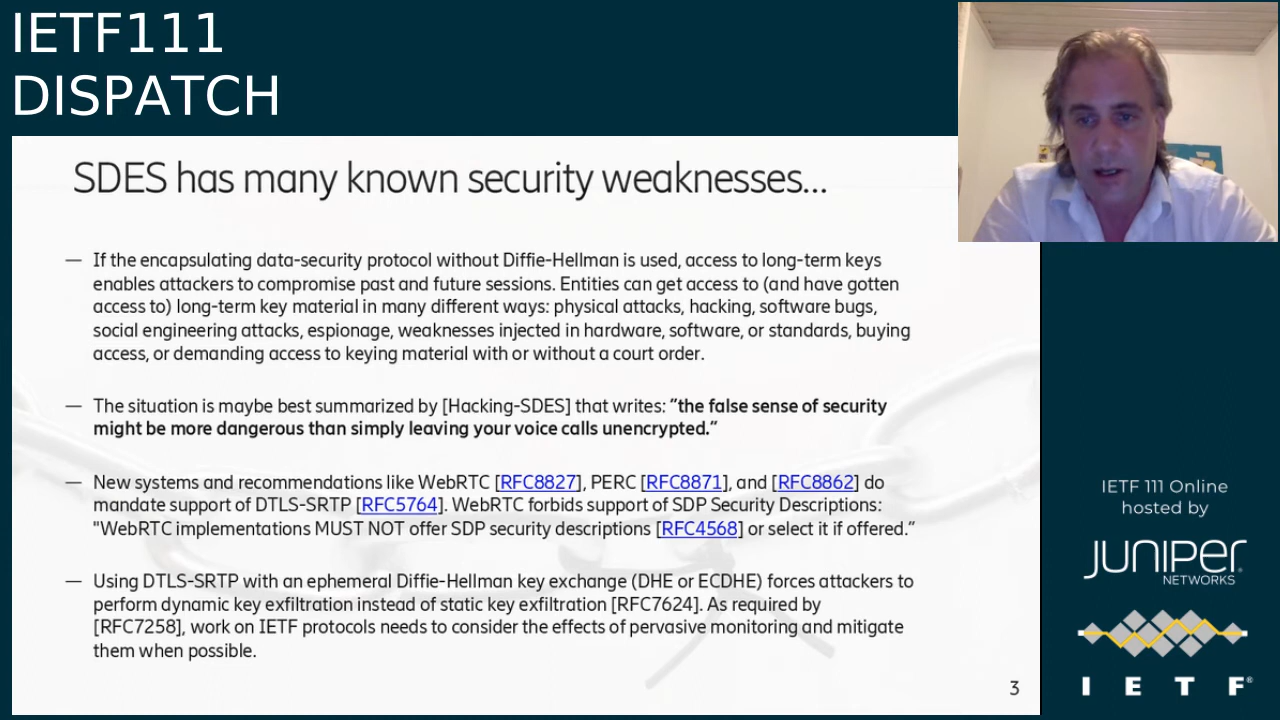 IETF111
DISPATCH
SDES has many known security weaknesses...
— If the encapsulating data-security protocol without Diffie-Hellman is used, access to long-term keys
enables attackers to compromise past and future sessions. Entities can get access to (and have gotten
access to) long-term key material in many different ways: physical attacks, hacking, software bugs,
social engineering attacks, espionage, weaknesses injected in hardware, software, or standards, buying
access, or demanding access to keying material with or without a court order.
— The situation is maybe best summarized by [Hacking-SDES] that writes: ”the false sense of security
might be more dangerous than simply leaving your voice calls unencrypted.”
— New systems and recommendations like WebRTC [RFC8827], PERC [RFC8871], and [RFC8862] do
mandate support of DTLS-SRTP [RFC5764]. WebRTC forbids support of SDP Security Descriptions:
"WebRTC implementations MUST NOT offer SDP security descriptions [RFC4568] or select it if offered.”
— Using DTLS-SRTP with an ephemeral Diffie-Hellman key exchange (DHE or ECDHE) forces attackers to
perform dynamic key exfiltration instead of static key exfiltration [RFC7624]. As required by
[RFC7258], work on IETF protocols needs to consider the effects of pervasive monitoring and mitigate
them when possible.
3
IETF 111 Online
hosted by
JUNIPER
NETWORKS
I E T F®